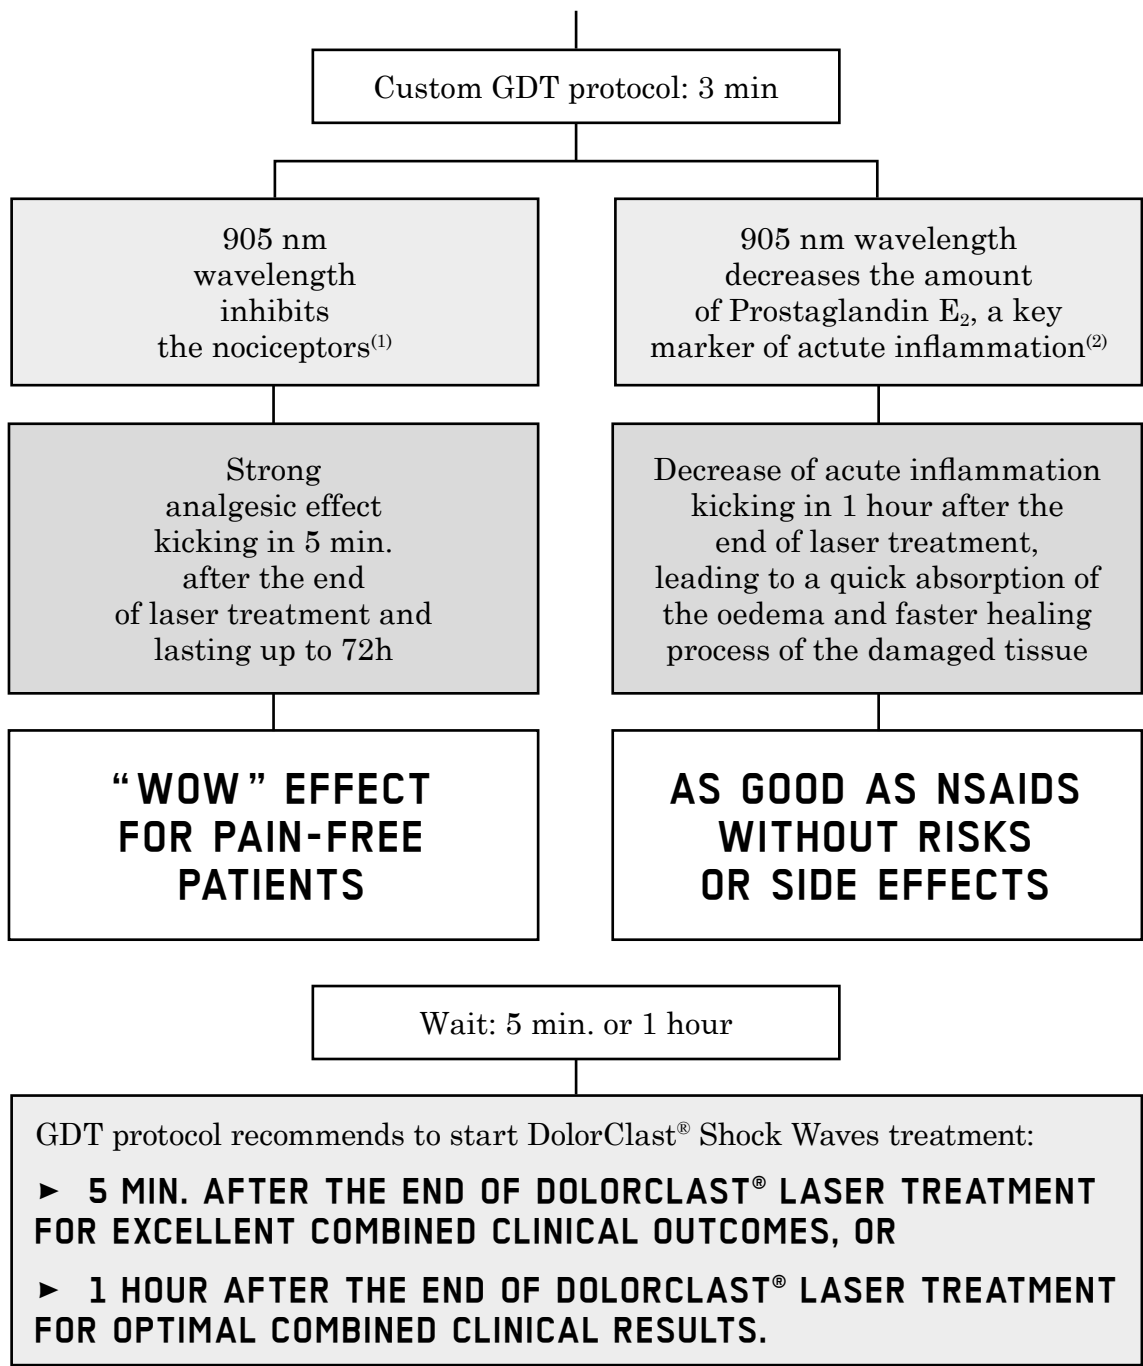 Custom GDT protocol: 3 min
905 nm
wavelength
inhibits
the nociceptors(1)
905 nm wavelength
decreases the amount
of Prostaglandin E₂, a key
marker of actute inflammation(2)
Strong
analgesic effect
kicking in 5 min.
after the end
of laser treatment and
lasting up to 72h
Decrease of acute inflammation
kicking in 1 hour after the
end of laser treatment,
leading to a quick absorption of
the oedema and faster healing
process of the damaged tissue
“WOW” EFFECT
FOR PAIN-FREE
PATIENTS
AS GOOD AS NSAIDS
WITHOUT RISKS
OR SIDE EFFECTS
Wait: 5 min. or 1 hour
GDT protocol recommends to start DolorClast® Shock Waves treatment:
► 5 MIN. AFTER THE END OF DOLORCLAST® LASER TREATMENT
FOR EXCELLENT COMBINED CLINICAL OUTCOMES, OR
► 1 HOUR AFTER THE END OF DOLORCLAST® LASER TREATMENT
FOR OPTIMAL COMBINED CLINICAL RESULTS.